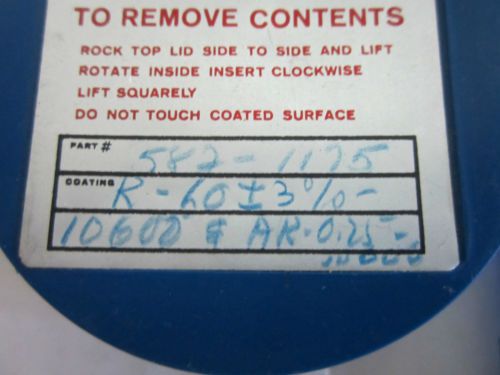 TO REMOVE CONTENTS
ROCK TOP LID SIDE TO SIDE AND LIFT
ROTATE INSIDE INSERT CLOCKWISE
LIFT SQUARELY
DO NOT TOUCH COATED SURFACE
PART # 582-1175
COATING R-60±3%-
10600 & AR-0.25-